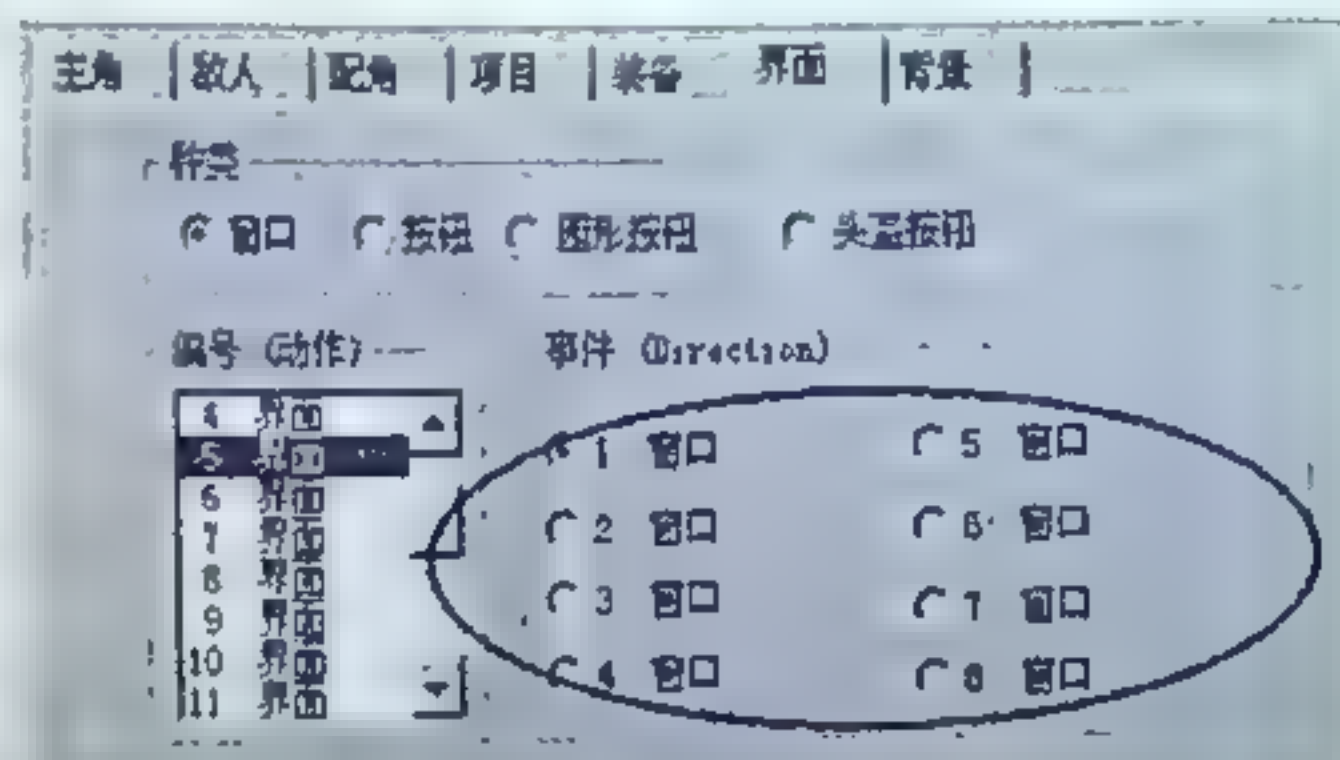 主角 敌人 配角 项目 装备 界面 背景
种类
窗口 按钮 图形按钮 头盔按钮
编号 (动作) 事件 (Direction)
4 界面
5 界面
6 界面
7 界面
8 界面
9 界面
10 界面
11 界面
1 窗口 5 窗口
2 窗口 6 窗口
3 窗口 7 窗口
4 窗口 8 窗口